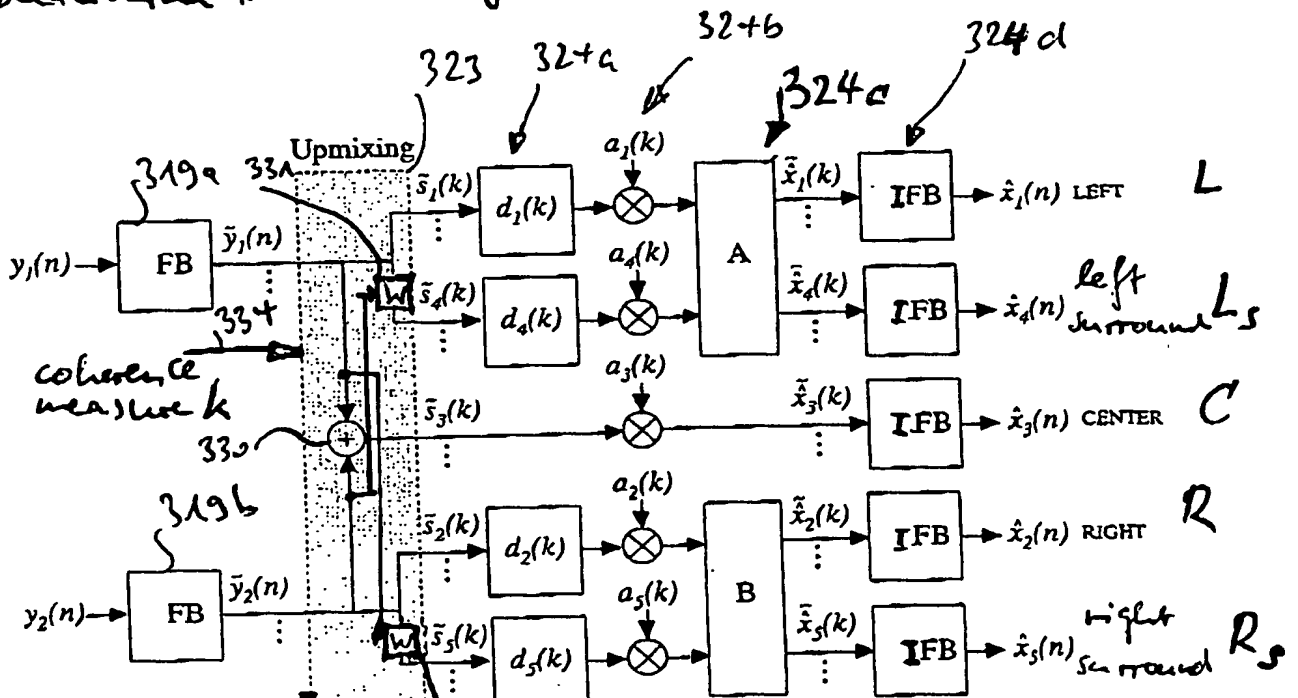 323
32+a
32+b
324c
324d
Upmixing
319a
331
a₁(k)
s̃₁(k)
d₁(k)
x̃̂₁(k)
IFB
x̂₁(n) LEFT
L
y₁(n)
FB
ỹ₁(n)
A
a₄(k)
W
s̃₄(k)
d₄(k)
x̃̂₄(k)
IFB
x̂₄(n)
left
surround
Ls
334
coherence
measure k
a₃(k)
330
+
s̃₃(k)
x̃̂₃(k)
IFB
x̂₃(n) CENTER
C
319b
a₂(k)
s̃₂(k)
d₂(k)
x̃̂₂(k)
IFB
x̂₂(n) RIGHT
R
y₂(n)
FB
ỹ₂(n)
B
a₅(k)
W
s̃₅(k)
d₅(k)
x̃̂₅(k)
IFB
x̂₅(n)
right
surround
Rs